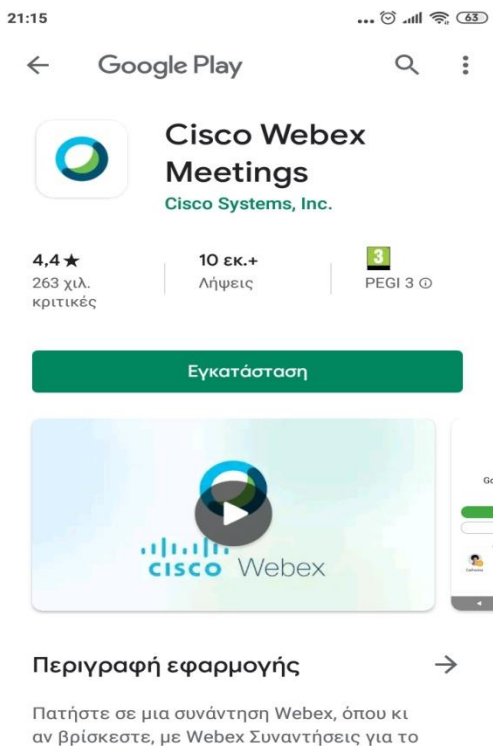 21:15
63
Google Play
Cisco Webex
Meetings
Cisco Systems, Inc.
4,4★
10 εκ.+
3
263 χιλ.
κριτικές
Λήψεις
PEGI 3
Εγκατάσταση
cisco Webex
Περιγραφή εφαρμογής
Πατήστε σε μια συνάντηση Webex, όπου κι
αν βρίσκεστε, με Webex Συναντήσεις για το